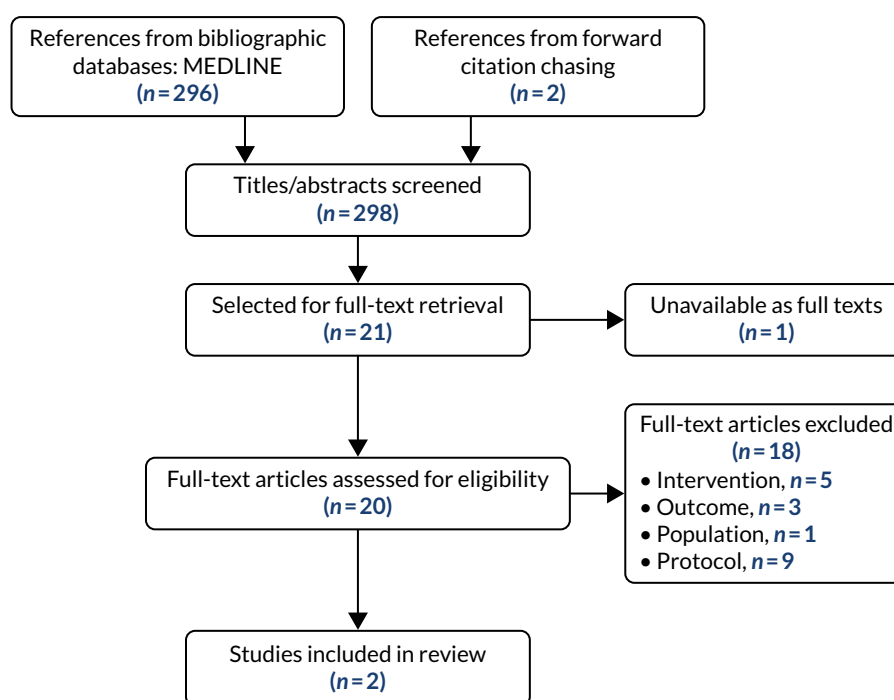 References from bibliographic
databases: MEDLINE
(n=296)
References from forward
citation chasing
(n=2)
Titles/abstracts screened
(n=298)
Selected for full-text retrieval
(n=21)
Unavailable as full texts
(n=1)
Full-text articles assessed for eligibility
(n=20)
Full-text articles excluded
(n=18)
• Intervention, n=5
• Outcome, n=3
• Population, n=1
• Protocol, n=9
Studies included in review
(n=2)